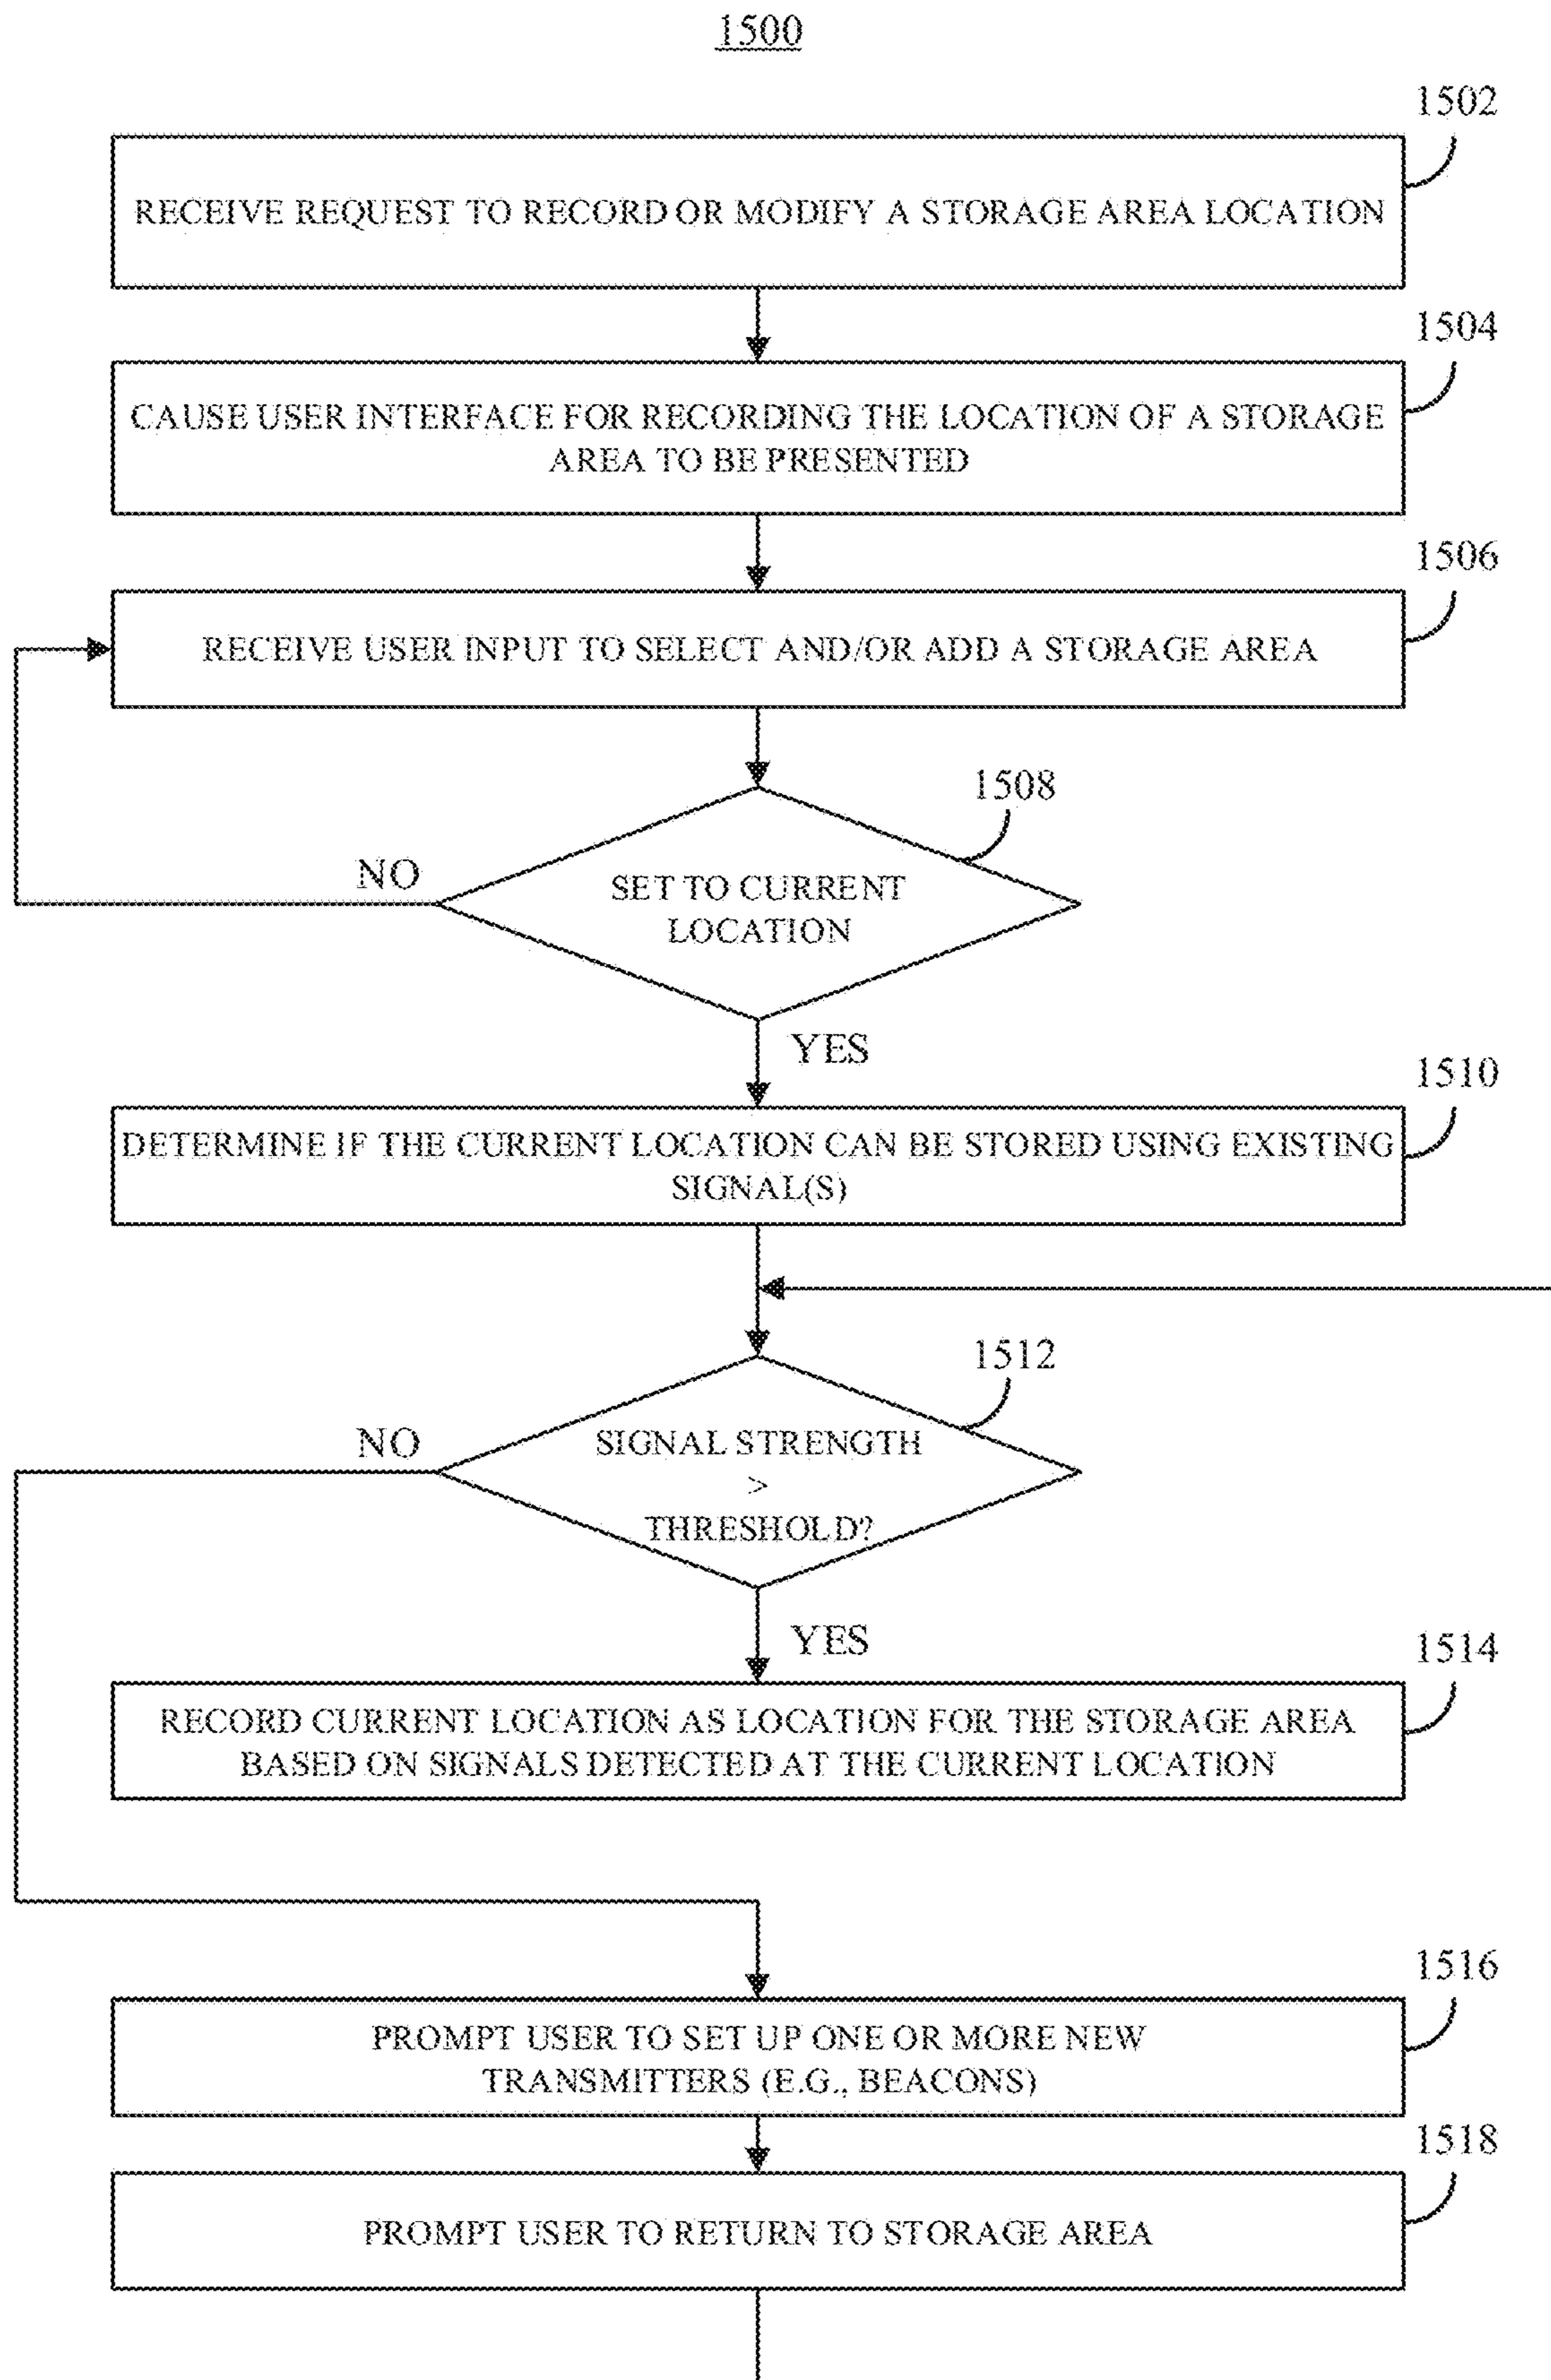 1500
1502
RECEIVE REQUEST TO RECORD OR MODIFY A STORAGE AREA LOCATION
1504
CAUSE USER INTERFACE FOR RECORDING THE LOCATION OF A STORAGE
AREA TO BE PRESENTED
1506
RECEIVE USER INPUT TO SELECT AND/OR ADD A STORAGE AREA
1508
NO
SET TO CURRENT
LOCATION
YES
1510
DETERMINE IF THE CURRENT LOCATION CAN BE STORED USING EXISTING
SIGNAL(S)
1512
NO
SIGNAL STRENGTH
>
THRESHOLD?
YES
1514
RECORD CURRENT LOCATION AS LOCATION FOR THE STORAGE AREA
BASED ON SIGNALS DETECTED AT THE CURRENT LOCATION
1516
PROMPT USER TO SET UP ONE OR MORE NEW
TRANSMITTERS (E.G., BEACONS)
1518
PROMPT USER TO RETURN TO STORAGE AREA